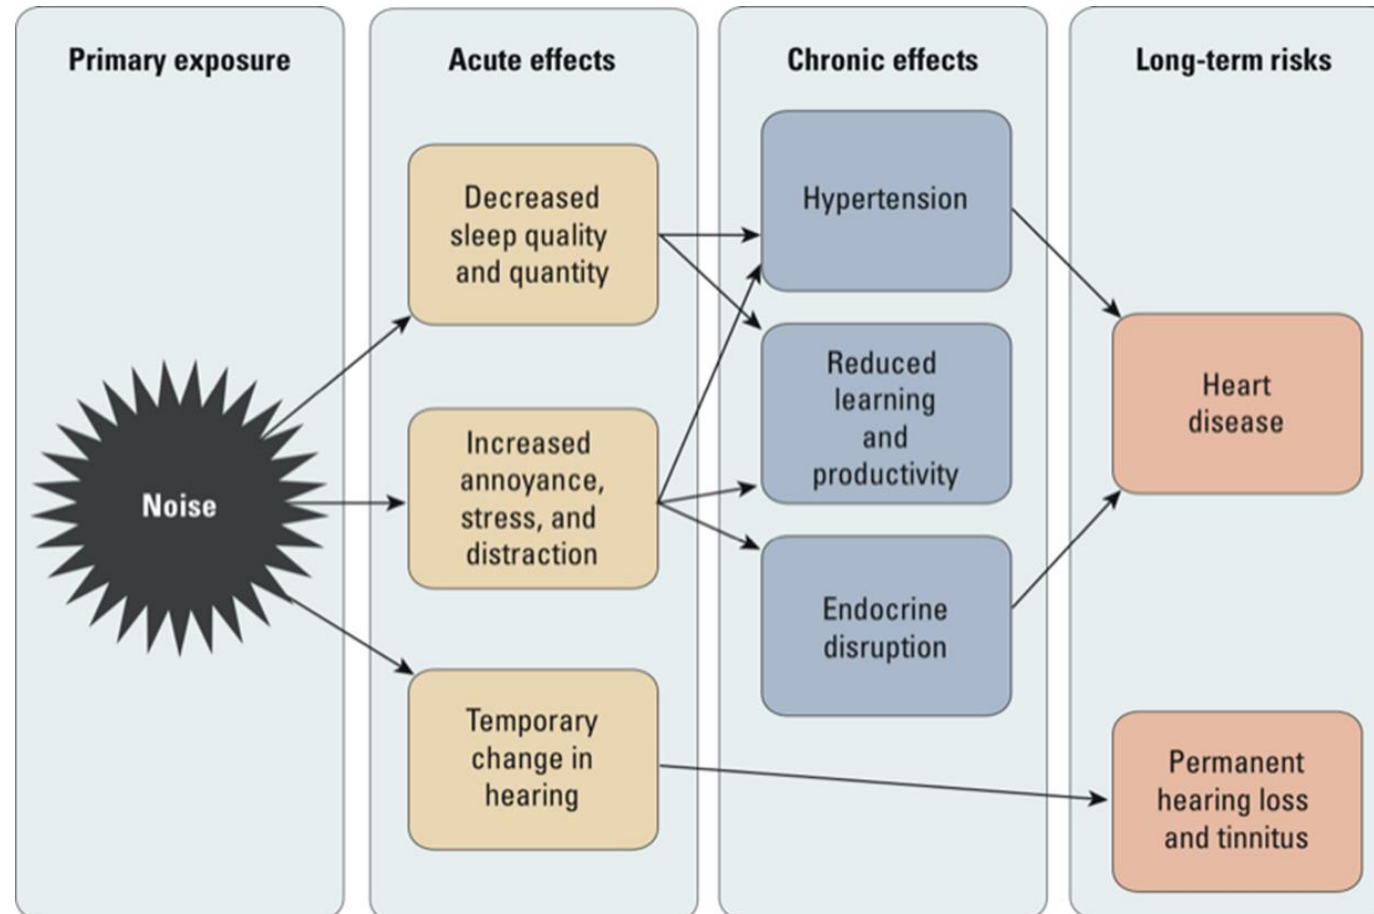 Primary exposure
Acute effects
Chronic effects
Long-term risks
Noise
Decreased
sleep quality
and quantity
Increased
annoyance,
stress, and
distraction
Temporary
change in
hearing
Hypertension
Reduced
learning
and
productivity
Endocrine
disruption
Heart
disease
Permanent
hearing loss
and tinnitus